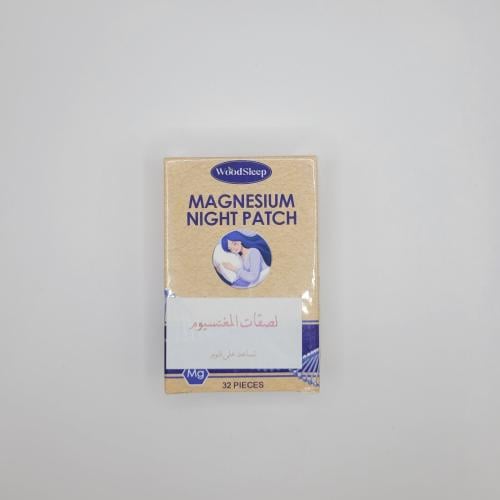 WoodSleep
MAGNESIUM
NIGHT PATCH
لصقات المغنسيوم
تساعد على النوم
Mg
32 PIECES